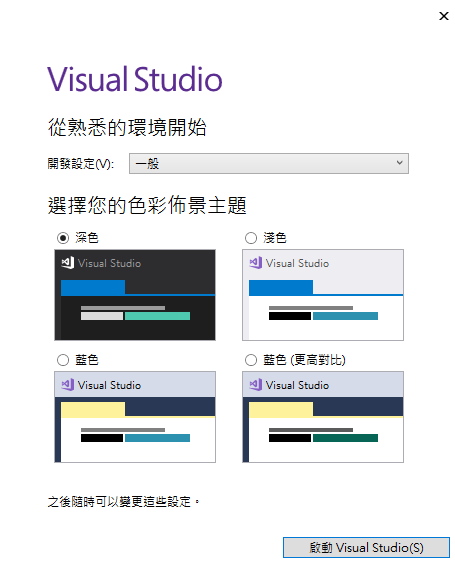 Visual Studio
從熟悉的環境開始
開發設定(V): 一般
選擇您的色彩佈景主題
深色 淺色
Visual Studio Visual Studio
藍色 藍色 (更高對比)
Visual Studio Visual Studio
之後隨時可以變更這些設定。
啟動 Visual Studio(S)